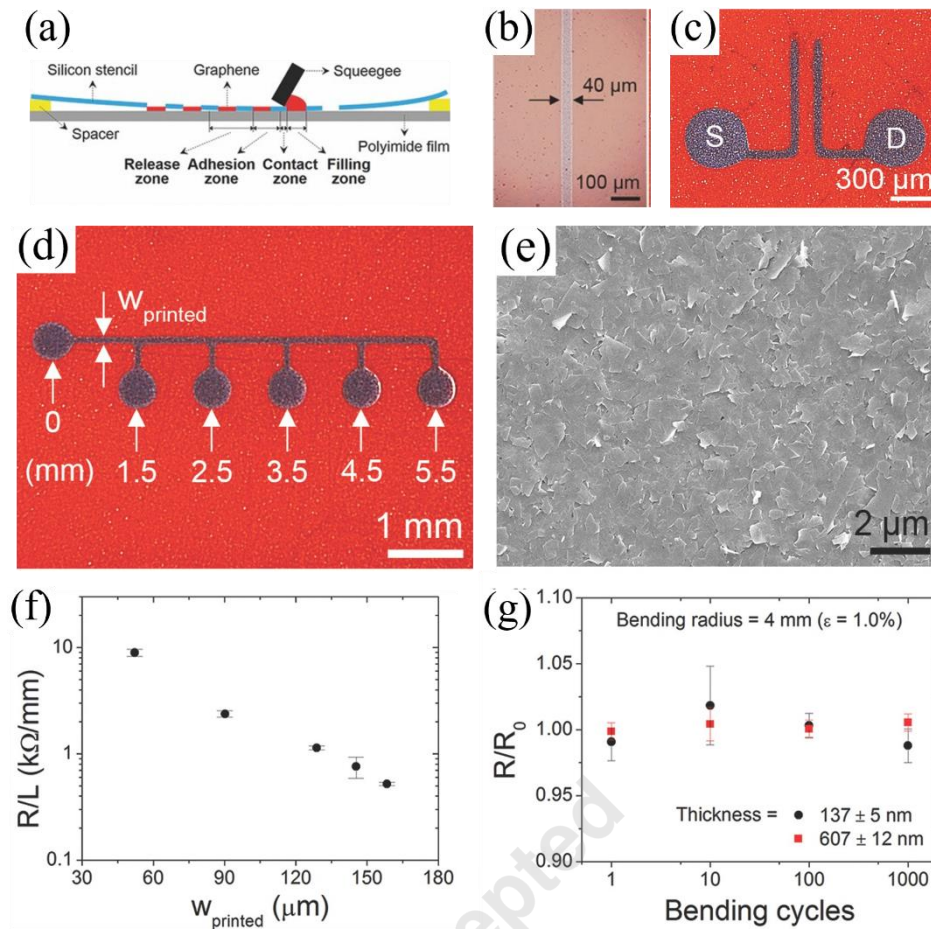 (a)
Silicon stencil
Graphene
Squeegee
Spacer
Polyimide film
Release zone
Adhesion zone
Contact zone
Filling zone
(b)
40 μm
100 μm
(c)
S
D
300 μm
(d)
Wprinted
0
(mm)
1.5
2.5
3.5
4.5
5.5
1 mm
(e)
2 μm
(f)
R/L (kΩ/mm)
10
1
0.1
30 60 90 120 150 180
wprinted (μm)
(g)
R/R0
1.10
1.05
1.00
0.95
0.90
Bending radius = 4 mm (ε = 1.0%)
Thickness =
137 ± 5 nm
607 ± 12 nm
1 10 100 1000
Bending cycles